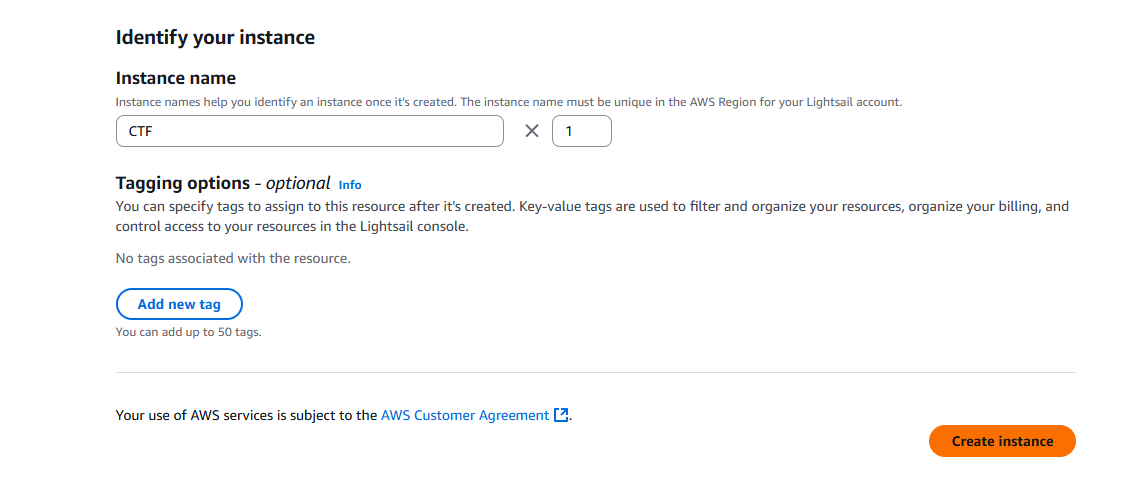 Identify your instance
Instance name
Instance names help you identify an instance once it's created. The instance name must be unique in the AWS Region for your Lightsail account.
CTF × 1
Tagging options - optional Info
You can specify tags to assign to this resource after it's created. Key-value tags are used to filter and organize your resources, organize your billing, and
control access to your resources in the Lightsail console.
No tags associated with the resource.
Add new tag
You can add up to 50 tags.
Your use of AWS services is subject to the AWS Customer Agreement.
Create instance